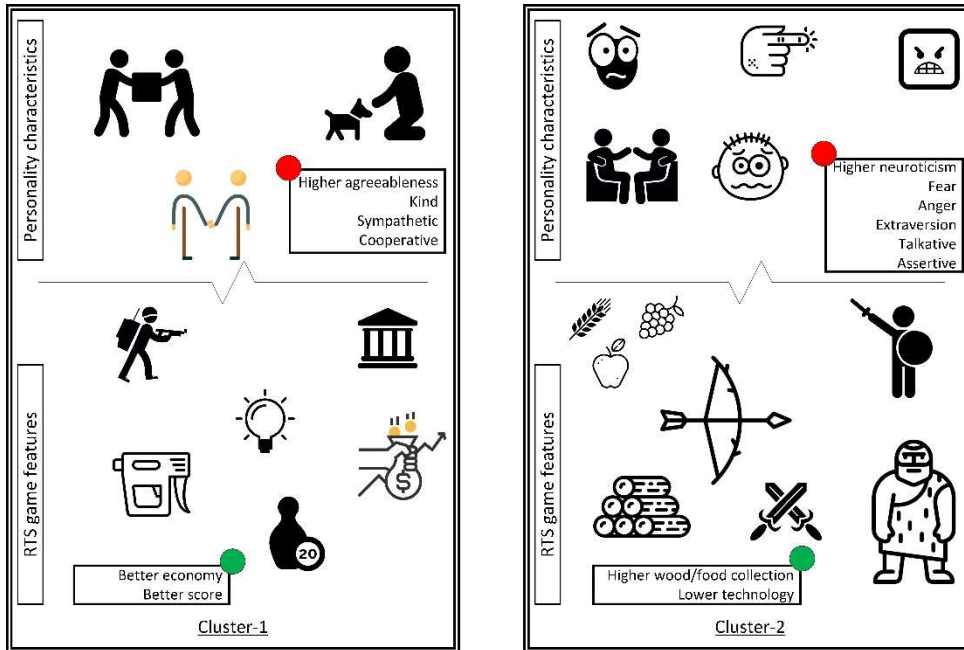 Personality characteristics
Higher agreeableness
Kind
Sympathetic
Cooperative
RTS game features
$
20
Better economy
Better score
Cluster-1
Personality characteristics
Higher neuroticism
Fear
Anger
Extraversion
Talkative
Assertive
RTS game features
Higher wood/food collection
Lower technology
Cluster-2